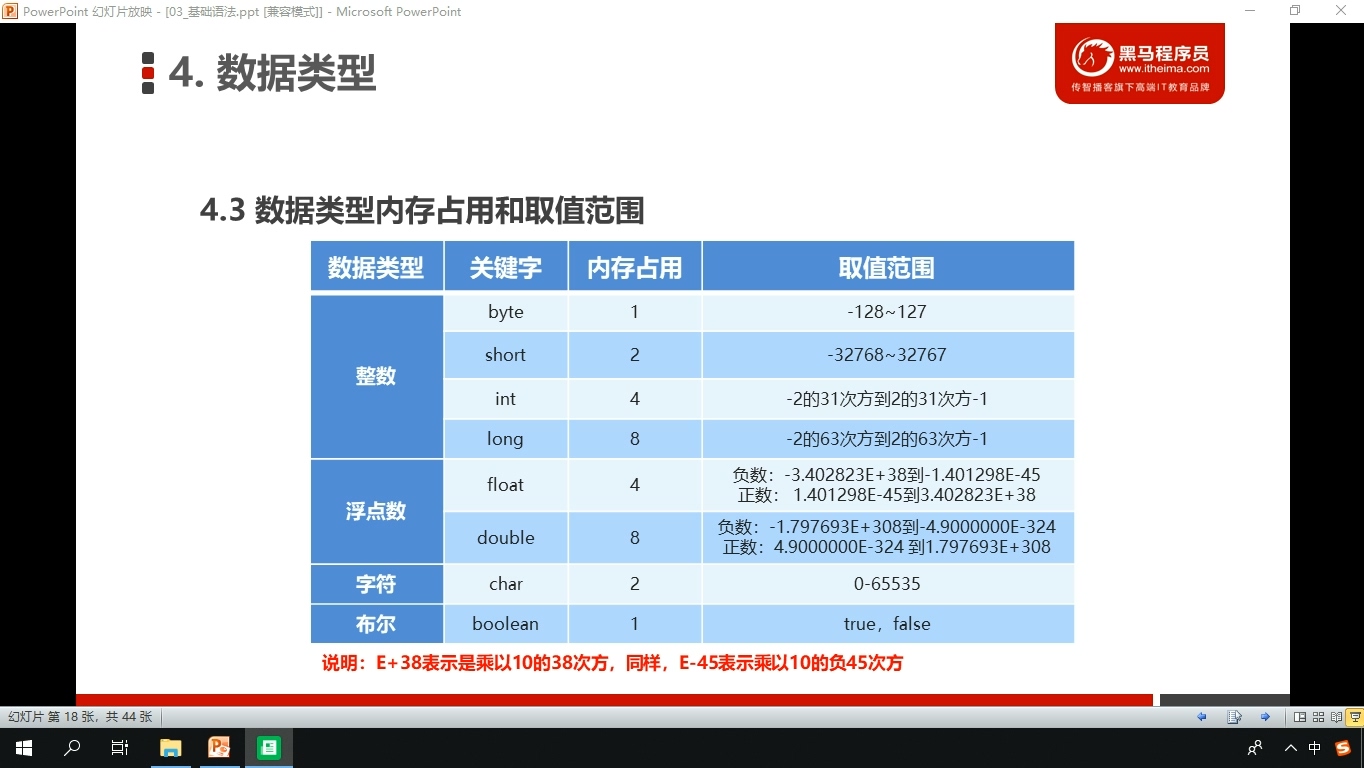 PowerPoint 幻灯片放映 - [03_基础语法.ppt [兼容模式]] - Microsoft PowerPoint
4. 数据类型
黑马程序员
www.itheima.com
传智播客旗下高端IT教育品牌
4.3 数据类型内存占用和取值范围
数据类型 关键字 内存占用 取值范围
整数
byte 1 -128~127
short 2 -32768~32767
int 4 -2的31次方到2的31次方-1
long 8 -2的63次方到2的63次方-1
浮点数
float 4 负数：-3.402823E+38到-1.401298E-45
正数： 1.401298E-45到3.402823E+38
double 8 负数：-1.797693E+308到-4.9000000E-324
正数：4.9000000E-324 到1.797693E+308
字符 char 2 0-65535
布尔 boolean 1 true，false
说明：E+38表示是乘以10的38次方，同样，E-45表示乘以10的负45次方
幻灯片 第 18 张，共 44 张
中